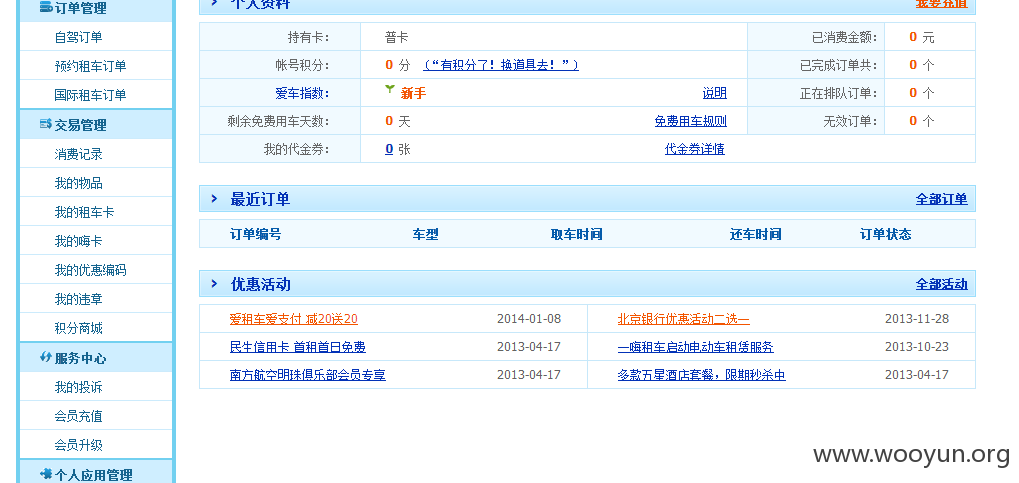 订单管理
自驾订单
预约租车订单
国际租车订单
交易管理
消费记录
我的物品
我的租车卡
我的嗨卡
我的优惠编码
我的违章
积分商城
服务中心
我的投诉
会员充值
会员升级
个人应用管理
个人资料 我要充值
持有卡： 普卡 已消费金额： 0 元
帐号积分： 0 分 （“有积分了！换道具去！”） 已完成订单共： 0 个
爱车指数： 新手 说明 正在排队订单： 0 个
剩余免费用车天数： 0 天 免费用车规则 无效订单： 0 个
我的代金券： 0 张 代金券详情
最近订单 全部订单
订单编号 车型 取车时间 还车时间 订单状态
优惠活动 全部活动
爱租车爱支付 减20送20 2014-01-08 北京银行优惠活动二选一 2013-11-28
民生信用卡 首租首日免费 2013-04-17 一嗨租车启动电动车租赁服务 2013-10-23
南方航空明珠俱乐部会员专享 2013-04-17 多款五星酒店套餐，限期秒杀中 2013-04-17
www.wooyun.org